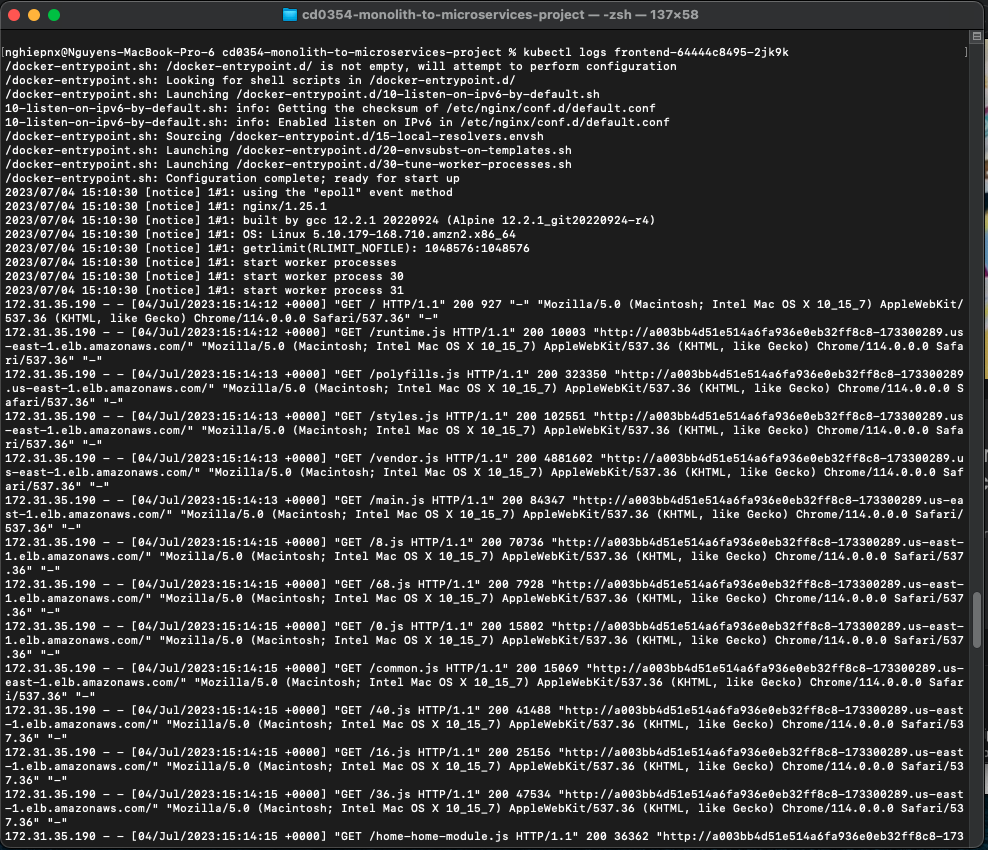 cd0354-monolith-to-microservices-project — -zsh — 137×58
[nghiepnx@Nguyens-MacBook-Pro-6 cd0354-monolith-to-microservices-project % kubectl logs frontend-64444c8495-2jk9k ]
/docker-entrypoint.sh: /docker-entrypoint.d/ is not empty, will attempt to perform configuration
/docker-entrypoint.sh: Looking for shell scripts in /docker-entrypoint.d/
/docker-entrypoint.sh: Launching /docker-entrypoint.d/10-listen-on-ipv6-by-default.sh
10-listen-on-ipv6-by-default.sh: info: Getting the checksum of /etc/nginx/conf.d/default.conf
10-listen-on-ipv6-by-default.sh: info: Enabled listen on IPv6 in /etc/nginx/conf.d/default.conf
/docker-entrypoint.sh: Sourcing /docker-entrypoint.d/15-local-resolvers.envsh
/docker-entrypoint.sh: Launching /docker-entrypoint.d/20-envsubst-on-templates.sh
/docker-entrypoint.sh: Launching /docker-entrypoint.d/30-tune-worker-processes.sh
/docker-entrypoint.sh: Configuration complete; ready for start up
2023/07/04 15:10:30 [notice] 1#1: using the "epoll" event method
2023/07/04 15:10:30 [notice] 1#1: nginx/1.25.1
2023/07/04 15:10:30 [notice] 1#1: built by gcc 12.2.1 20220924 (Alpine 12.2.1_git20220924-r4)
2023/07/04 15:10:30 [notice] 1#1: OS: Linux 5.10.179-168.710.amzn2.x86_64
2023/07/04 15:10:30 [notice] 1#1: getrlimit(RLIMIT_NOFILE): 1048576:1048576
2023/07/04 15:10:30 [notice] 1#1: start worker processes
2023/07/04 15:10:30 [notice] 1#1: start worker process 30
2023/07/04 15:10:30 [notice] 1#1: start worker process 31
172.31.35.190 - - [04/Jul/2023:15:14:12 +0000] "GET / HTTP/1.1" 200 927 "-" "Mozilla/5.0 (Macintosh; Intel Mac OS X 10_15_7) AppleWebKit/
537.36 (KHTML, like Gecko) Chrome/114.0.0.0 Safari/537.36" "-"
172.31.35.190 - - [04/Jul/2023:15:14:12 +0000] "GET /runtime.js HTTP/1.1" 200 10003 "http://a003bb4d51e514a6fa936e0eb32ff8c8-173300289.us
-east-1.elb.amazonaws.com/" "Mozilla/5.0 (Macintosh; Intel Mac OS X 10_15_7) AppleWebKit/537.36 (KHTML, like Gecko) Chrome/114.0.0.0 Safa
ri/537.36" "-"
172.31.35.190 - - [04/Jul/2023:15:14:13 +0000] "GET /polyfills.js HTTP/1.1" 200 323350 "http://a003bb4d51e514a6fa936e0eb32ff8c8-173300289
.us-east-1.elb.amazonaws.com/" "Mozilla/5.0 (Macintosh; Intel Mac OS X 10_15_7) AppleWebKit/537.36 (KHTML, like Gecko) Chrome/114.0.0.0 S
afari/537.36" "-"
172.31.35.190 - - [04/Jul/2023:15:14:13 +0000] "GET /styles.js HTTP/1.1" 200 102551 "http://a003bb4d51e514a6fa936e0eb32ff8c8-173300289.us
-east-1.elb.amazonaws.com/" "Mozilla/5.0 (Macintosh; Intel Mac OS X 10_15_7) AppleWebKit/537.36 (KHTML, like Gecko) Chrome/114.0.0.0 Safa
ri/537.36" "-"
172.31.35.190 - - [04/Jul/2023:15:14:13 +0000] "GET /vendor.js HTTP/1.1" 200 4881602 "http://a003bb4d51e514a6fa936e0eb32ff8c8-173300289.u
s-east-1.elb.amazonaws.com/" "Mozilla/5.0 (Macintosh; Intel Mac OS X 10_15_7) AppleWebKit/537.36 (KHTML, like Gecko) Chrome/114.0.0.0 Saf
ari/537.36" "-"
172.31.35.190 - - [04/Jul/2023:15:14:13 +0000] "GET /main.js HTTP/1.1" 200 84347 "http://a003bb4d51e514a6fa936e0eb32ff8c8-173300289.us-ea
st-1.elb.amazonaws.com/" "Mozilla/5.0 (Macintosh; Intel Mac OS X 10_15_7) AppleWebKit/537.36 (KHTML, like Gecko) Chrome/114.0.0.0 Safari/
537.36" "-"
172.31.35.190 - - [04/Jul/2023:15:14:15 +0000] "GET /8.js HTTP/1.1" 200 70736 "http://a003bb4d51e514a6fa936e0eb32ff8c8-173300289.us-east-
1.elb.amazonaws.com/" "Mozilla/5.0 (Macintosh; Intel Mac OS X 10_15_7) AppleWebKit/537.36 (KHTML, like Gecko) Chrome/114.0.0.0 Safari/537
.36" "-"
172.31.35.190 - - [04/Jul/2023:15:14:15 +0000] "GET /68.js HTTP/1.1" 200 7928 "http://a003bb4d51e514a6fa936e0eb32ff8c8-173300289.us-east-
1.elb.amazonaws.com/" "Mozilla/5.0 (Macintosh; Intel Mac OS X 10_15_7) AppleWebKit/537.36 (KHTML, like Gecko) Chrome/114.0.0.0 Safari/537
.36" "-"
172.31.35.190 - - [04/Jul/2023:15:14:15 +0000] "GET /0.js HTTP/1.1" 200 15802 "http://a003bb4d51e514a6fa936e0eb32ff8c8-173300289.us-east-
1.elb.amazonaws.com/" "Mozilla/5.0 (Macintosh; Intel Mac OS X 10_15_7) AppleWebKit/537.36 (KHTML, like Gecko) Chrome/114.0.0.0 Safari/537
.36" "-"
172.31.35.190 - - [04/Jul/2023:15:14:15 +0000] "GET /common.js HTTP/1.1" 200 15069 "http://a003bb4d51e514a6fa936e0eb32ff8c8-173300289.us-
east-1.elb.amazonaws.com/" "Mozilla/5.0 (Macintosh; Intel Mac OS X 10_15_7) AppleWebKit/537.36 (KHTML, like Gecko) Chrome/114.0.0.0 Safar
i/537.36" "-"
172.31.35.190 - - [04/Jul/2023:15:14:15 +0000] "GET /40.js HTTP/1.1" 200 41488 "http://a003bb4d51e514a6fa936e0eb32ff8c8-173300289.us-east
-1.elb.amazonaws.com/" "Mozilla/5.0 (Macintosh; Intel Mac OS X 10_15_7) AppleWebKit/537.36 (KHTML, like Gecko) Chrome/114.0.0.0 Safari/53
7.36" "-"
172.31.35.190 - - [04/Jul/2023:15:14:15 +0000] "GET /16.js HTTP/1.1" 200 25156 "http://a003bb4d51e514a6fa936e0eb32ff8c8-173300289.us-east
-1.elb.amazonaws.com/" "Mozilla/5.0 (Macintosh; Intel Mac OS X 10_15_7) AppleWebKit/537.36 (KHTML, like Gecko) Chrome/114.0.0.0 Safari/53
7.36" "-"
172.31.35.190 - - [04/Jul/2023:15:14:15 +0000] "GET /36.js HTTP/1.1" 200 47534 "http://a003bb4d51e514a6fa936e0eb32ff8c8-173300289.us-east
-1.elb.amazonaws.com/" "Mozilla/5.0 (Macintosh; Intel Mac OS X 10_15_7) AppleWebKit/537.36 (KHTML, like Gecko) Chrome/114.0.0.0 Safari/53
7.36" "-"
172.31.35.190 - - [04/Jul/2023:15:14:15 +0000] "GET /home-home-module.js HTTP/1.1" 200 36362 "http://a003bb4d51e514a6fa936e0eb32ff8c8-173